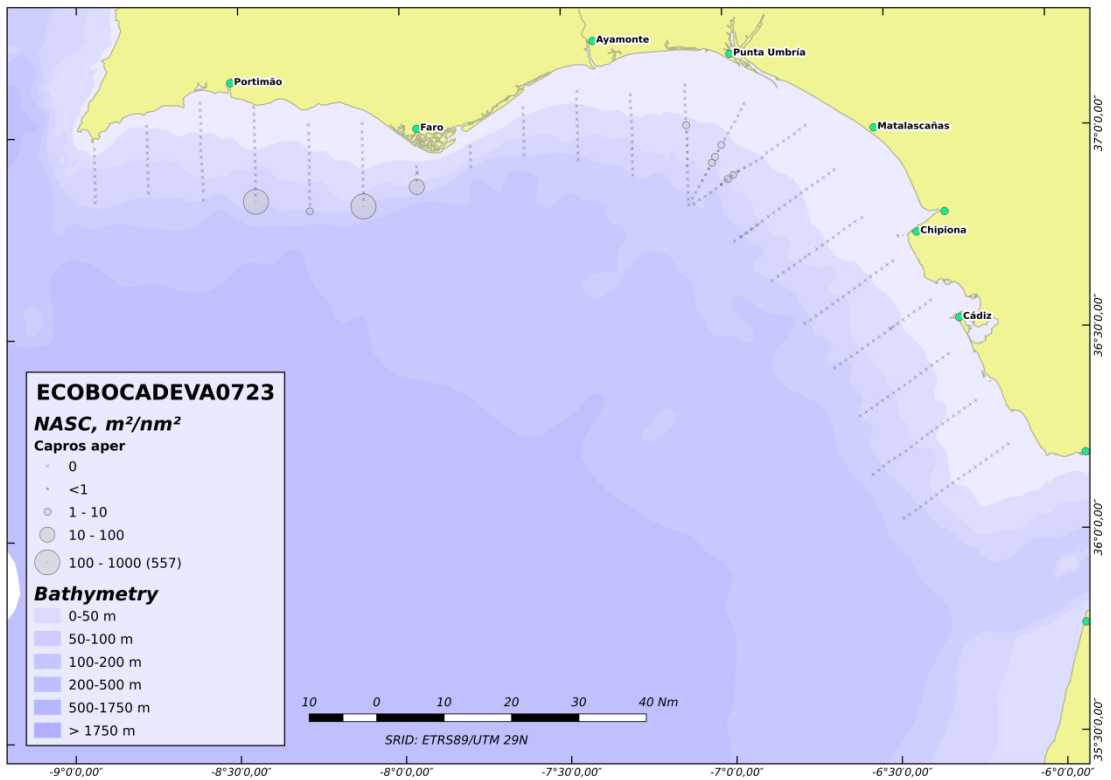 Ayamonte
Punta Umbría
Portimão
Faro
Matalascañas
Chipiona
Cádiz
37°0'0,00"
36°30'0,00"
36°0'0,00"
35°30'0,00"
ECOBOCADEVA0723
NASC, m²/nm²
Capros aper
0
<1
1 - 10
10 - 100
100 - 1000 (557)
Bathymetry
0-50 m
50-100 m
100-200 m
200-500 m
500-1750 m
> 1750 m
10 0 10 20 30 40 Nm
SRID: ETRS89/UTM 29N
-9°0'0,00" -8°30'0,00" -8°0'0,00" -7°30'0,00" -7°0'0,00" -6°30'0,00" -6°0'0,00"